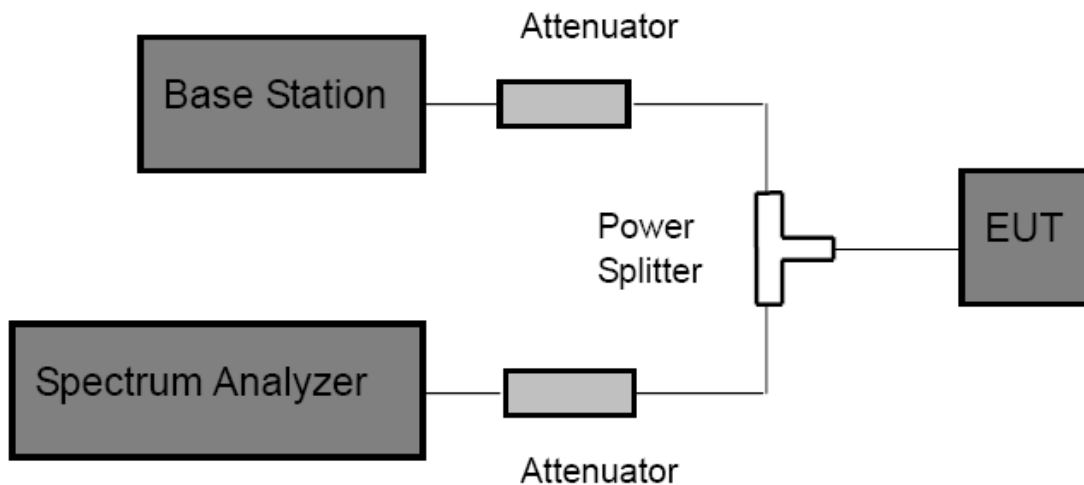 Attenuator
Base Station
Power
Splitter
EUT
Spectrum Analyzer
Attenuator